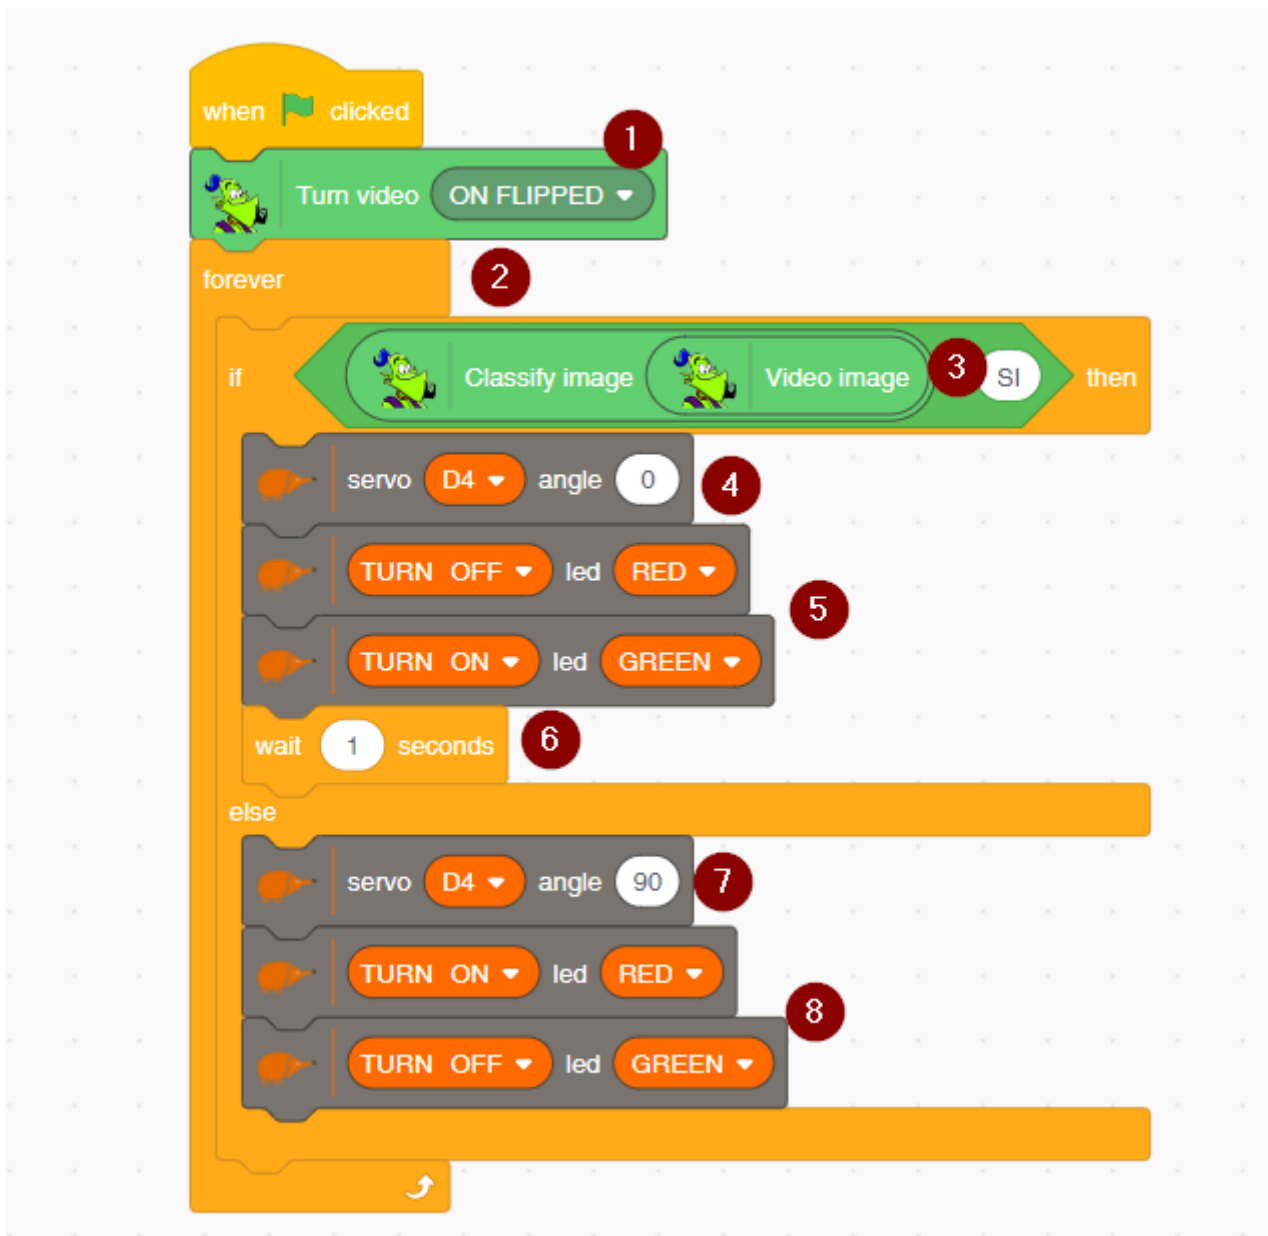 when clicked
1
Turn video ON FLIPPED
forever
2
if Classify image Video image 3 SI then
servo D4 angle 0
4
TURN OFF led RED
5
TURN ON led GREEN
wait 1 seconds
6
else
servo D4 angle 90
7
TURN ON led RED
8
TURN OFF led GREEN